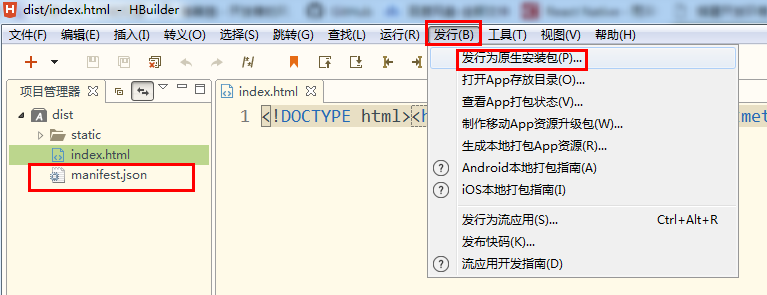 dist/index.html - HBuilder
文件(F) 编辑(E) 插入(I) 转义(O) 选择(S) 跳转(G) 查找(L) 运行(R) 发行(B) 工具(T) 视图(V) 帮助(H)
项目管理器
index.html
dist
static
index.html
manifest.json
1 <!DOCTYPE html><h
met
发行为原生安装包(P)...
打开App存放目录(O)...
查看App打包状态(V)...
制作移动App资源升级包(W)...
生成本地打包App资源(R)...
Android本地打包指南(A)
iOS本地打包指南(I)
发行为流应用(S)... Ctrl+Alt+R
发布快码(K)...
流应用开发指南(D)